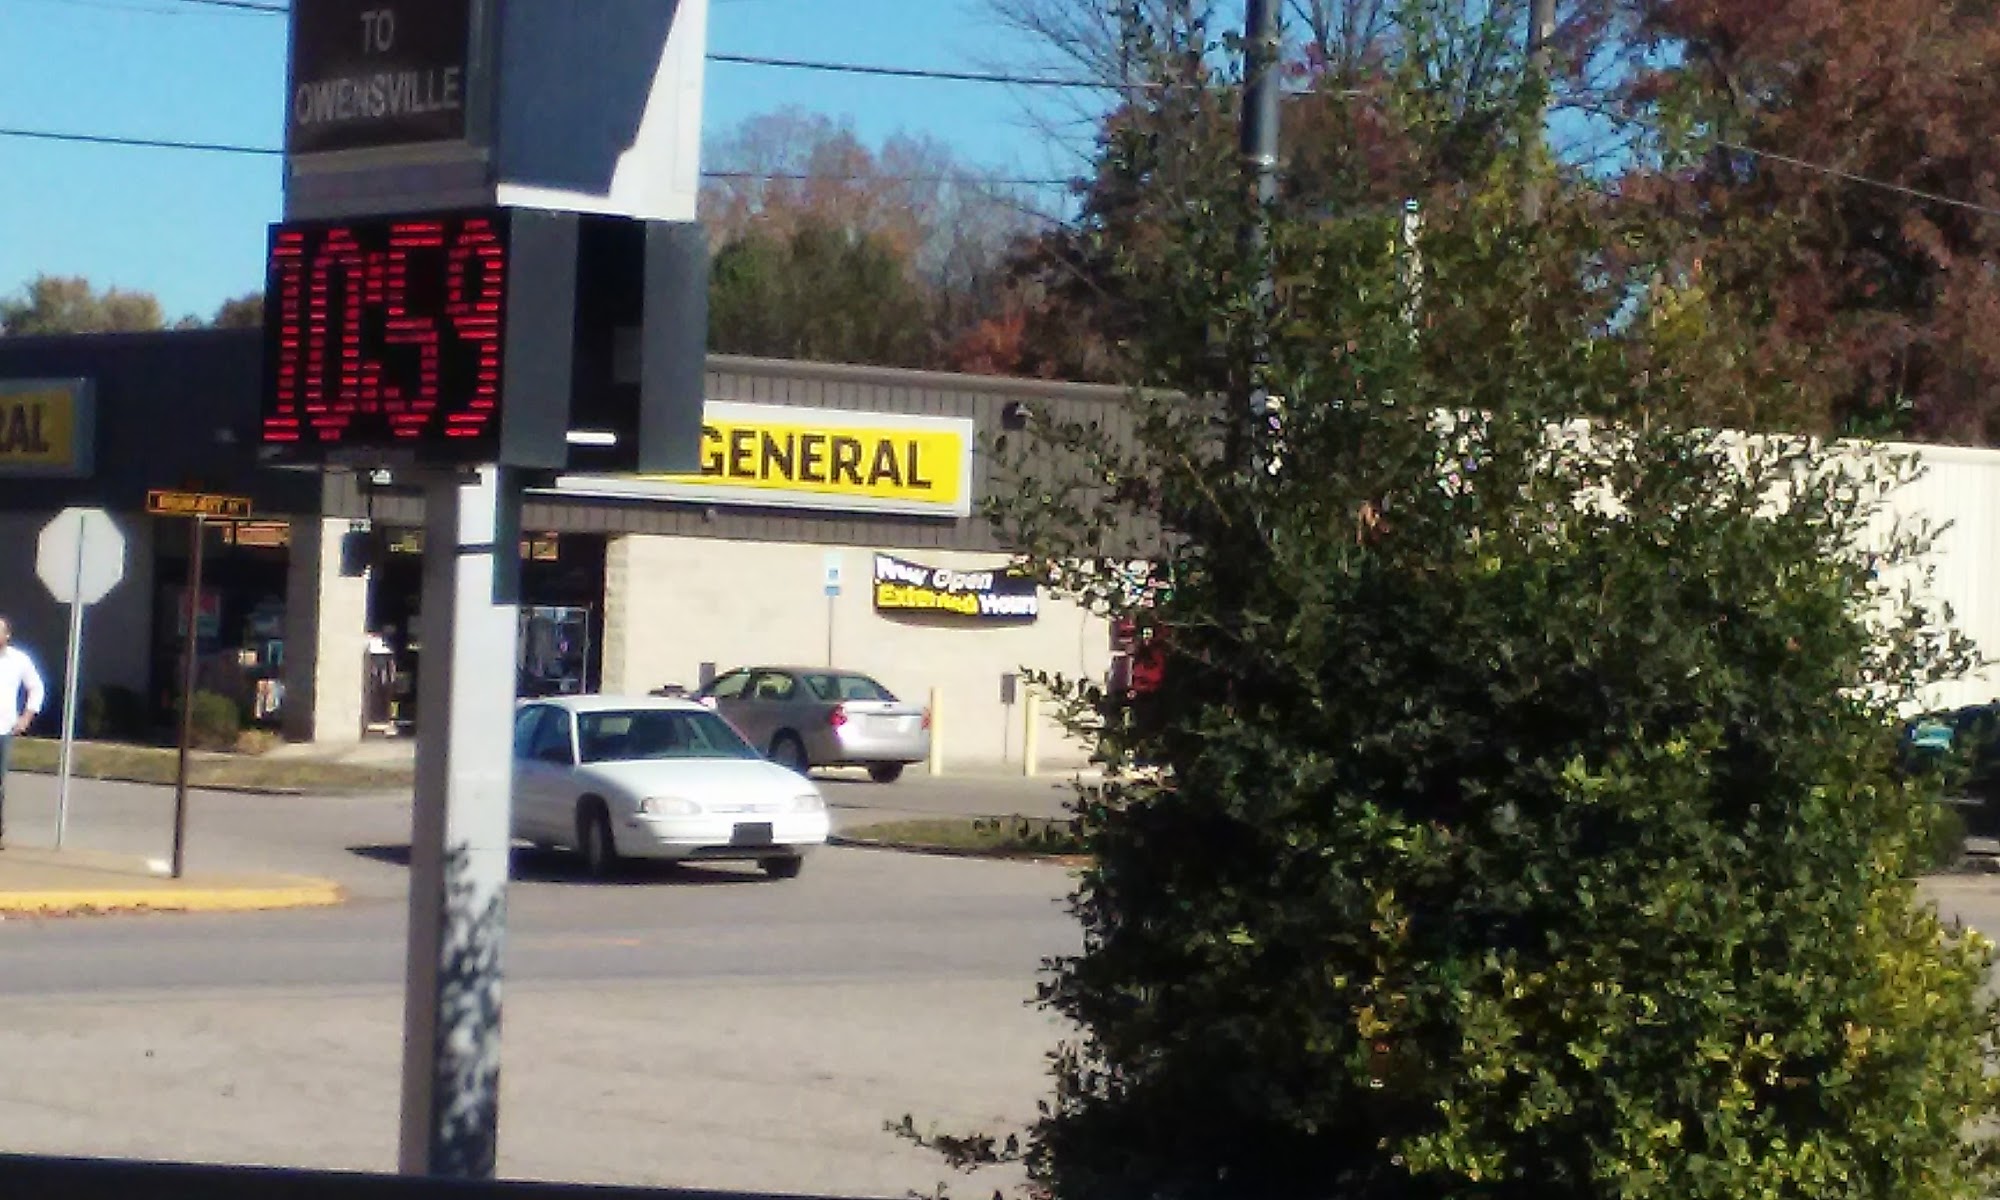 TO
OWENSVILLE
10:59
RAL
GENERAL
Now Open
Extended Hours